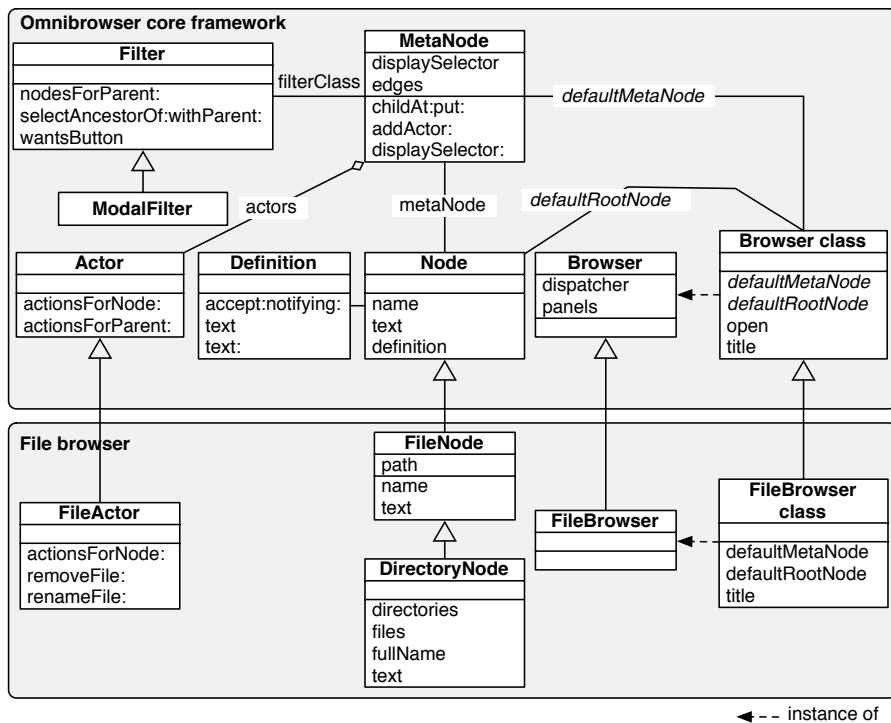 Omnibrowser core framework
Filter
nodesForParent:
selectAncestorOf:withParent:
wantsButton
ModalFilter
filterClass
MetaNode
displaySelector
edges
childAt:put:
addActor:
displaySelector:
defaultMetaNode
actors
metaNode
defaultRootNode
Actor
actionsForNode:
actionsForParent:
Definition
accept:notifying:
text
text:
Node
name
text
definition
Browser
dispatcher
panels
Browser class
defaultMetaNode
defaultRootNode
open
title
File browser
FileActor
actionsForNode:
removeFile:
renameFile:
FileNode
path
name
text
DirectoryNode
directories
files
fullName
text
FileBrowser
FileBrowser
class
defaultMetaNode
defaultRootNode
title
instance of